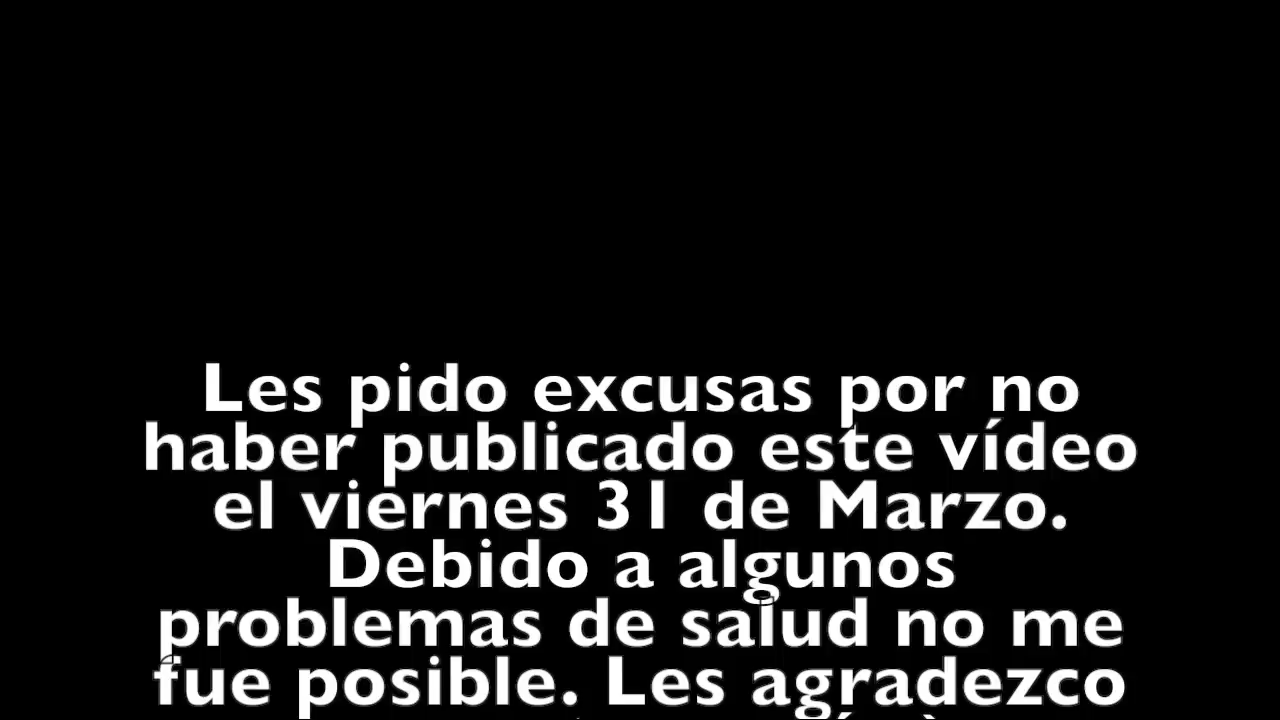 Les pido excusas por no
haber publicado este vídeo
el viernes 31 de Marzo.
Debido a algunos
problemas de salud no me
fue posible. Les agradezco